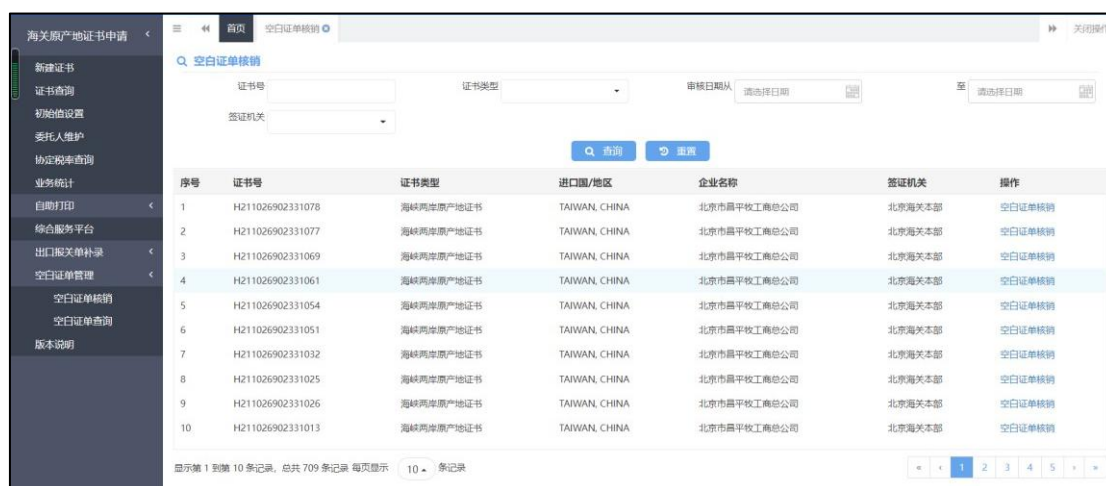 海关原产地证书申请
新建证书
证书查询
初始值设置
委托人维护
协定税率查询
业务统计
自助打印
综合服务平台
出口报关单补录
空白证单管理
空白证单核销
空白证单查询
版本说明
首页 空白证单核销 关闭操作
空白证单核销
证书号 证书类型 审核日期从 请选择日期 至 请选择日期
签证机关
查询 重置
序号 证书号 证书类型 进口国/地区 企业名称 签证机关 操作
1 H211026902331078 海峡两岸原产地证书 TAIWAN, CHINA 北京市昌平牧工商总公司 北京海关本部 空白证单核销
2 H211026902331077 海峡两岸原产地证书 TAIWAN, CHINA 北京市昌平牧工商总公司 北京海关本部 空白证单核销
3 H211026902331069 海峡两岸原产地证书 TAIWAN, CHINA 北京市昌平牧工商总公司 北京海关本部 空白证单核销
4 H211026902331061 海峡两岸原产地证书 TAIWAN, CHINA 北京市昌平牧工商总公司 北京海关本部 空白证单核销
5 H211026902331054 海峡两岸原产地证书 TAIWAN, CHINA 北京市昌平牧工商总公司 北京海关本部 空白证单核销
6 H211026902331051 海峡两岸原产地证书 TAIWAN, CHINA 北京市昌平牧工商总公司 北京海关本部 空白证单核销
7 H211026902331032 海峡两岸原产地证书 TAIWAN, CHINA 北京市昌平牧工商总公司 北京海关本部 空白证单核销
8 H211026902331025 海峡两岸原产地证书 TAIWAN, CHINA 北京市昌平牧工商总公司 北京海关本部 空白证单核销
9 H211026902331026 海峡两岸原产地证书 TAIWAN, CHINA 北京市昌平牧工商总公司 北京海关本部 空白证单核销
10 H211026902331013 海峡两岸原产地证书 TAIWAN, CHINA 北京市昌平牧工商总公司 北京海关本部 空白证单核销
显示第 1 到第 10 条记录，总共 709 条记录 每页显示 10 条记录 « ‹ 1 2 3 4 5 › »